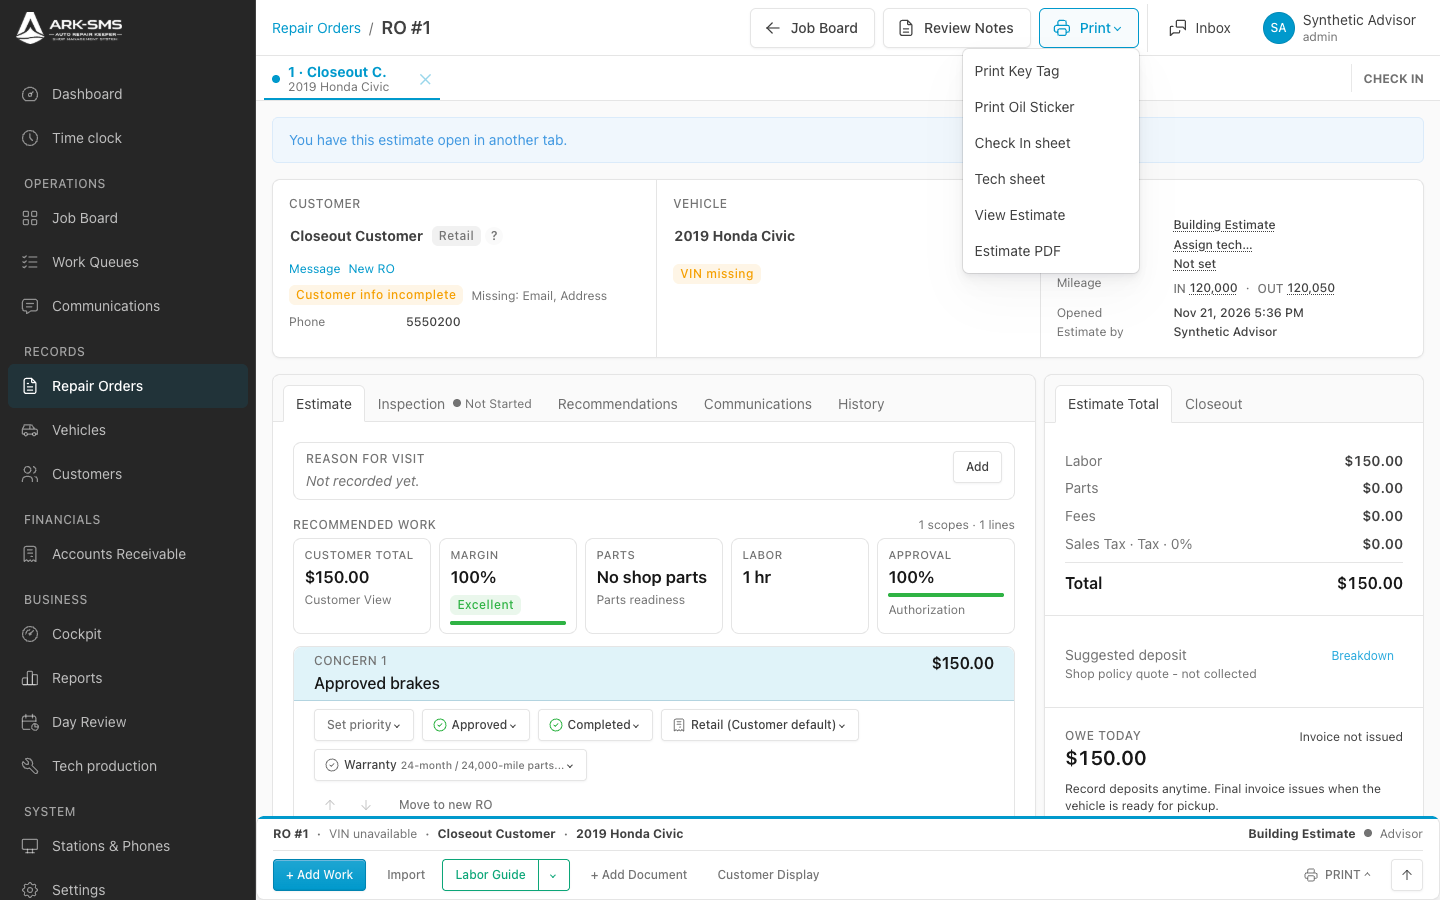 ARK-SMS
AUTO REPAIR KEEPER
SHOP MANAGEMENT SYSTEM
Dashboard
Time clock
OPERATIONS
Job Board
Work Queues
Communications
RECORDS
Repair Orders
Vehicles
Customers
FINANCIALS
Accounts Receivable
BUSINESS
Cockpit
Reports
Day Review
Tech production
SYSTEM
Stations & Phones
Settings
Repair Orders / RO #1
Job Board
Review Notes
Print
Inbox
SA
Synthetic Advisor
admin
Print Key Tag
Print Oil Sticker
Check In sheet
Tech sheet
View Estimate
Estimate PDF
1 · Closeout C.
2019 Honda Civic
CHECK IN
You have this estimate open in another tab.
CUSTOMER
Closeout Customer Retail ?
Message New RO
Customer info incomplete Missing: Email, Address
Phone 5550200
VEHICLE
2019 Honda Civic
VIN missing
Building Estimate
Assign tech...
Not set
Mileage IN 120,000 · OUT 120,050
Opened Nov 21, 2026 5:36 PM
Estimate by Synthetic Advisor
Estimate Inspection Not Started Recommendations Communications History
REASON FOR VISIT
Not recorded yet.
Add
RECOMMENDED WORK 1 scopes · 1 lines
CUSTOMER TOTAL
$150.00
Customer View
MARGIN
100%
Excellent
PARTS
No shop parts
Parts readiness
LABOR
1 hr
APPROVAL
100%
Authorization
CONCERN 1
Approved brakes
$150.00
Set priority Approved Completed Retail (Customer default)
Warranty 24-month / 24,000-mile parts...
Move to new RO
Estimate Total Closeout
Labor $150.00
Parts $0.00
Fees $0.00
Sales Tax · Tax · 0% $0.00
Total $150.00
Suggested deposit Breakdown
Shop policy quote - not collected
OWE TODAY Invoice not issued
$150.00
Record deposits anytime. Final invoice issues when the
vehicle is ready for pickup.
RO #1 · VIN unavailable · Closeout Customer · 2019 Honda Civic
Building Estimate Advisor
+ Add Work Import Labor Guide + Add Document Customer Display
PRINT